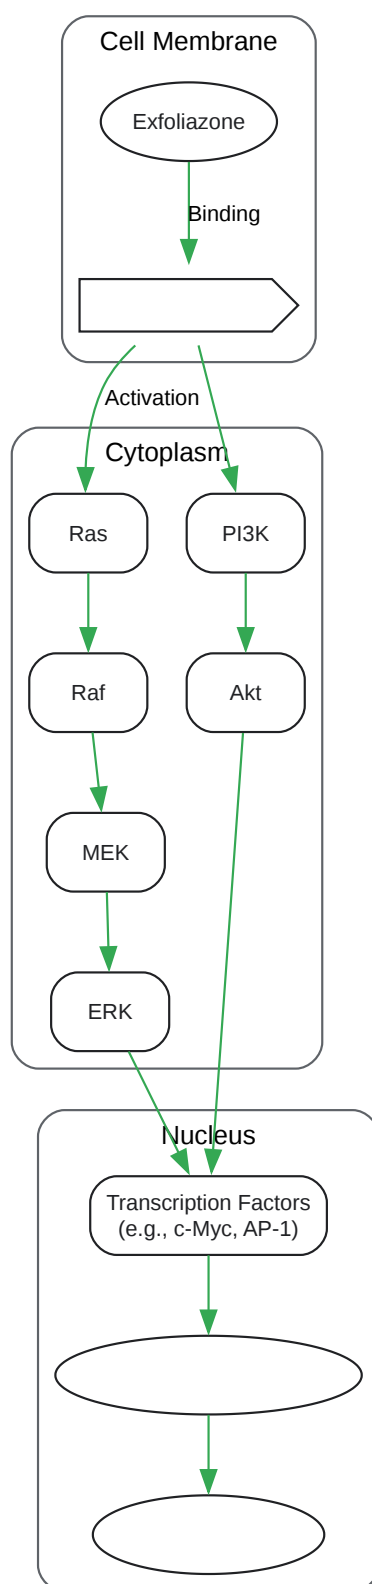 Cell Membrane
Exfoliazone
Binding
Activation
Cytoplasm
Ras
PI3K
Raf
Akt
MEK
ERK
Nucleus
Transcription Factors
(e.g., c-Myc, AP-1)